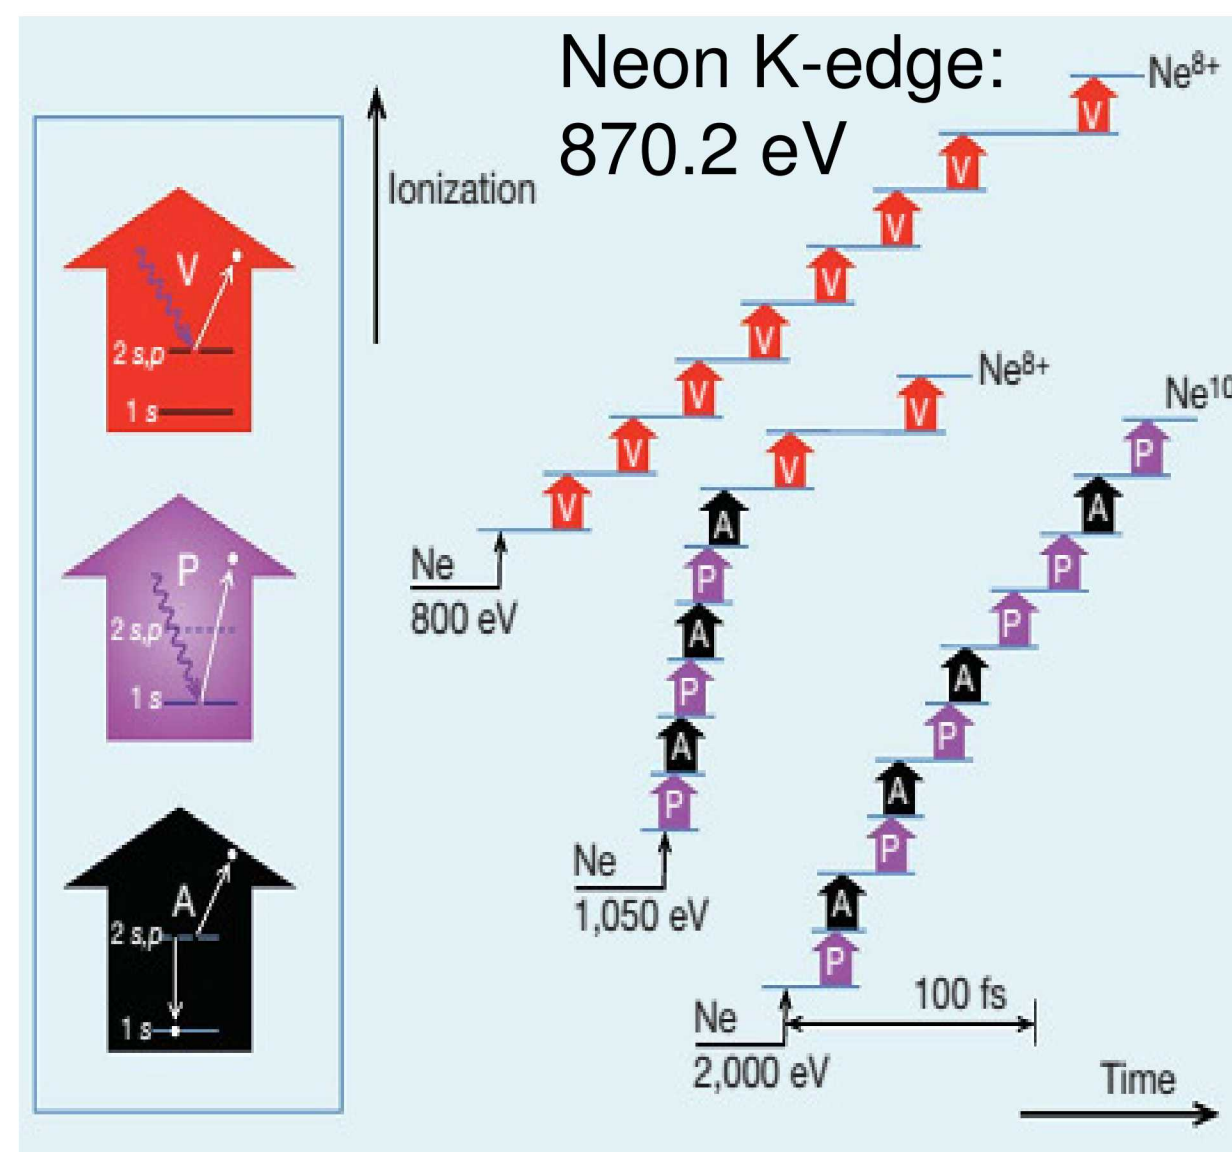 Neon K-edge:
870.2 eV
Ionization
V
2 s,p
1 s
P
2 s,p
1 s
A
2 s,p
1 s
Ne8+
V
V
V
V
V
V
V
V
Ne
800 eV
Ne8+
V
V
A
P
A
P
A
P
Ne
1,050 eV
Ne10
P
A
P
P
A
P
A
P
A
P
Ne
2,000 eV
100 fs
Time